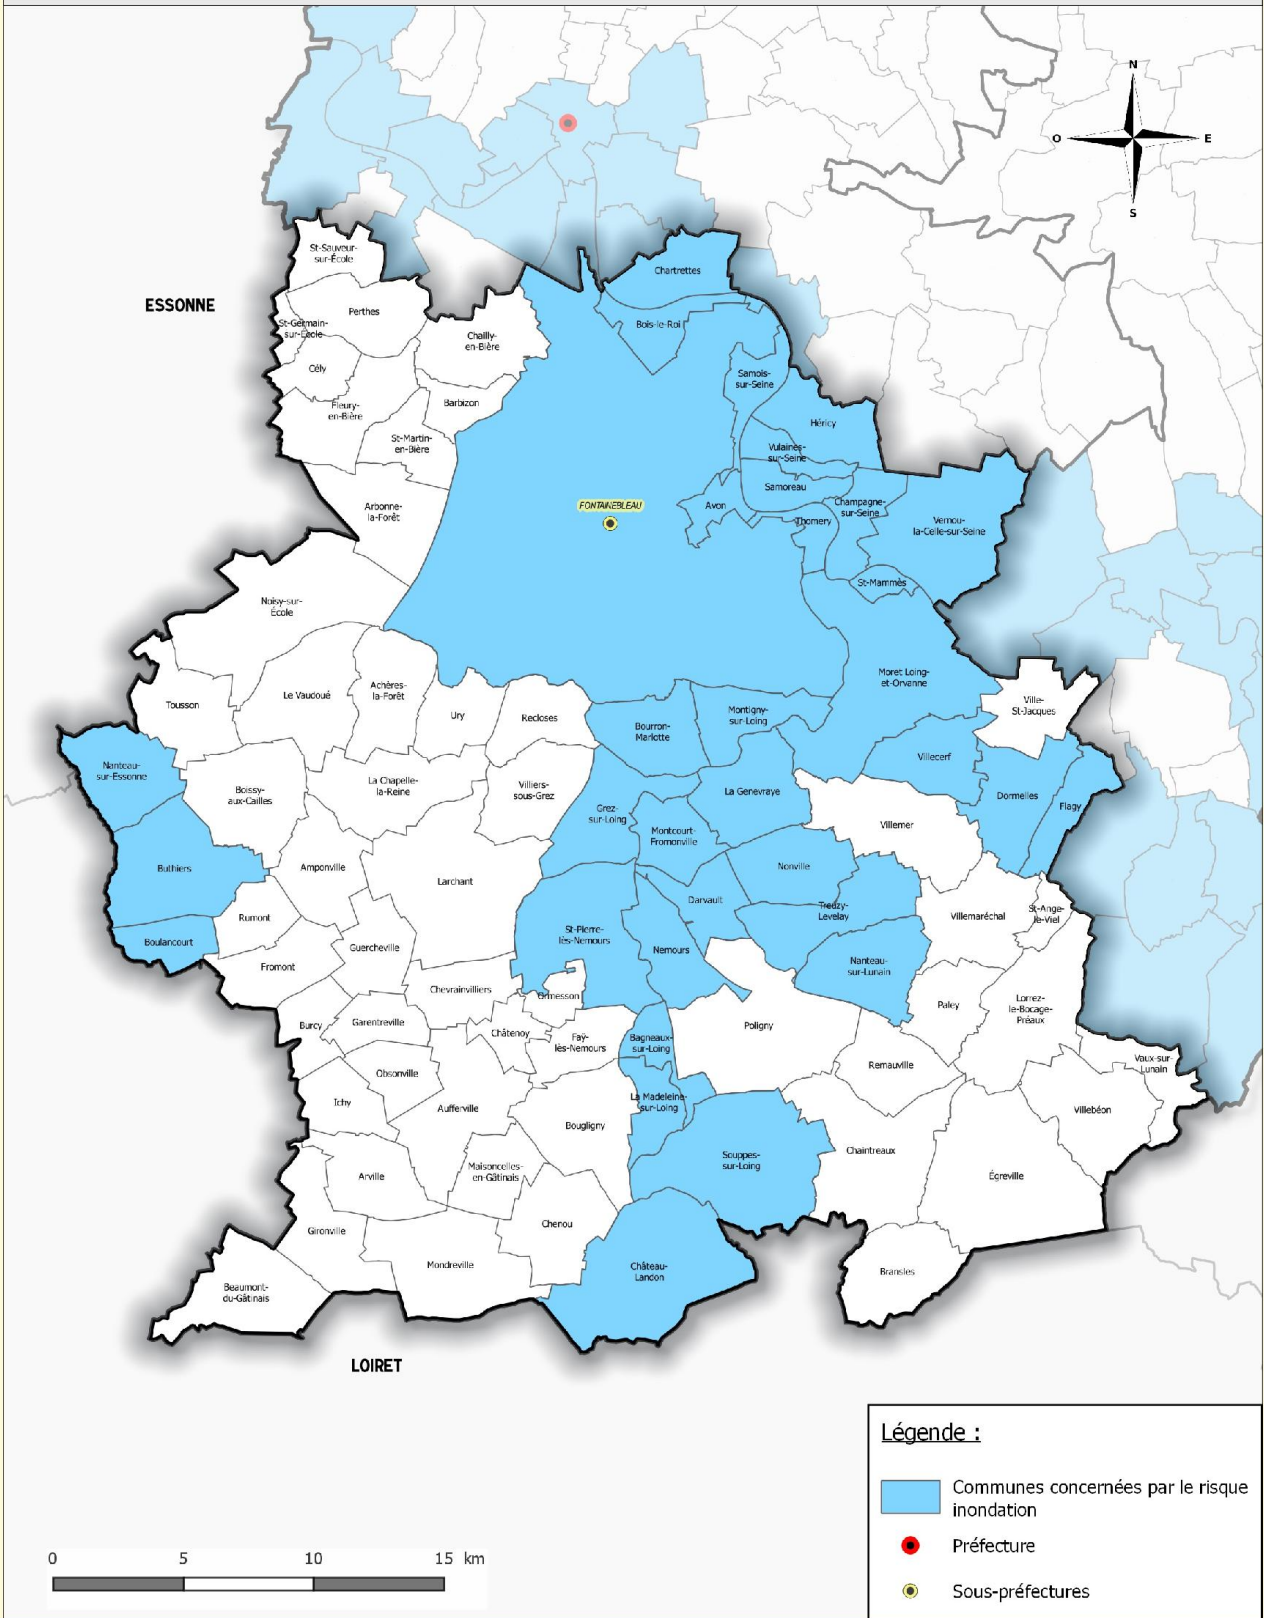 N
O
E
S
St-Sauveur-
sur-École
Chartrettes
ESSONNE
Perthes
St-Germain-
sur-École
Bois-le-Roi
Chailly-
en-Bière
Cély
Samois-
sur-Seine
Barbizon
Fleury-
en-Bière
Héricy
St-Martin-
en-Bière
Vulaines-
sur-Seine
Samoreau
Arbonne-
la-Forêt
FONTAINEBLEAU
Avon
Champagne-
sur-Seine
Thomery
Vernou-
la-Celle-sur-Seine
St-Mammès
Noisy-sur-
École
Moret Loing-
et-Orvanne
Achères-
la-Forêt
Le Vaudoué
Ville-
St-Jacques
Tousson
Ury
Recloses
Montigny-
sur-Loing
Bourron-
Marlotte
Villecerf
Nanteau-
sur-Essonne
La Chapelle-
la-Reine
Villiers-
sous-Grez
Boissy-
aux-Cailles
La Genevraye
Dormelles
Flagy
Grez-
sur-Loing
Villemer
Montcourt-
Fromonville
Buthiers
Amponville
Nonville
Larchant
Darvault
Treuzy-
Levelay
Rumont
Villemaréchal
St-Ange-
le-Viel
Boulancourt
St-Pierre-
lès-Nemours
Guercheville
Nemours
Fromont
Nanteau-
sur-Lunain
Chevrainvilliers
Ormesson
Paley
Lorrez-
le-Bocage-
Préaux
Burcy
Garentreville
Châtenoy
Faÿ-
lès-Nemours
Bagneaux-
sur-Loing
Poligny
Remauville
Vaux-sur-
Lunain
Obsonville
Ichy
Aufferville
La Madeleine-
sur-Loing
Villebéon
Bougligny
Souppes-
sur-Loing
Chaintreaux
Arville
Maisoncelles-
en-Gâtinais
Égreville
Gironville
Chenou
Mondreville
Château-
Landon
Bransles
Beaumont-
du-Gâtinais
LOIRET
Légende :
Communes concernées par le risque
inondation
Préfecture
Sous-préfectures
0 5 10 15 km